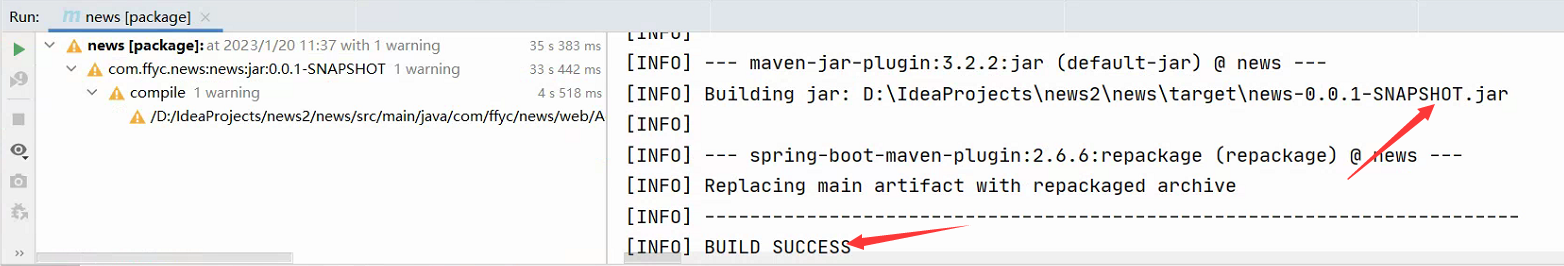 Run: news [package]
news [package]: at 2023/1/20 11:37 with 1 warning 35 s 383 ms
com.ffyc.news:news:jar:0.0.1-SNAPSHOT 1 warning 33 s 442 ms
compile 1 warning 4 s 518 ms
/D:/IdeaProjects/news2/news/src/main/java/com/ffyc/news/web/A
[INFO]
[INFO] --- maven-jar-plugin:3.2.2:jar (default-jar) @ news ---
[INFO] Building jar: D:\IdeaProjects\news2\news\target\news-0.0.1-SNAPSHOT.jar
[INFO]
[INFO] --- spring-boot-maven-plugin:2.6.6:repackage (repackage) @ news ---
[INFO] Replacing main artifact with repackaged archive
[INFO] ------------------------------------------------------------------------
[INFO] BUILD SUCCESS